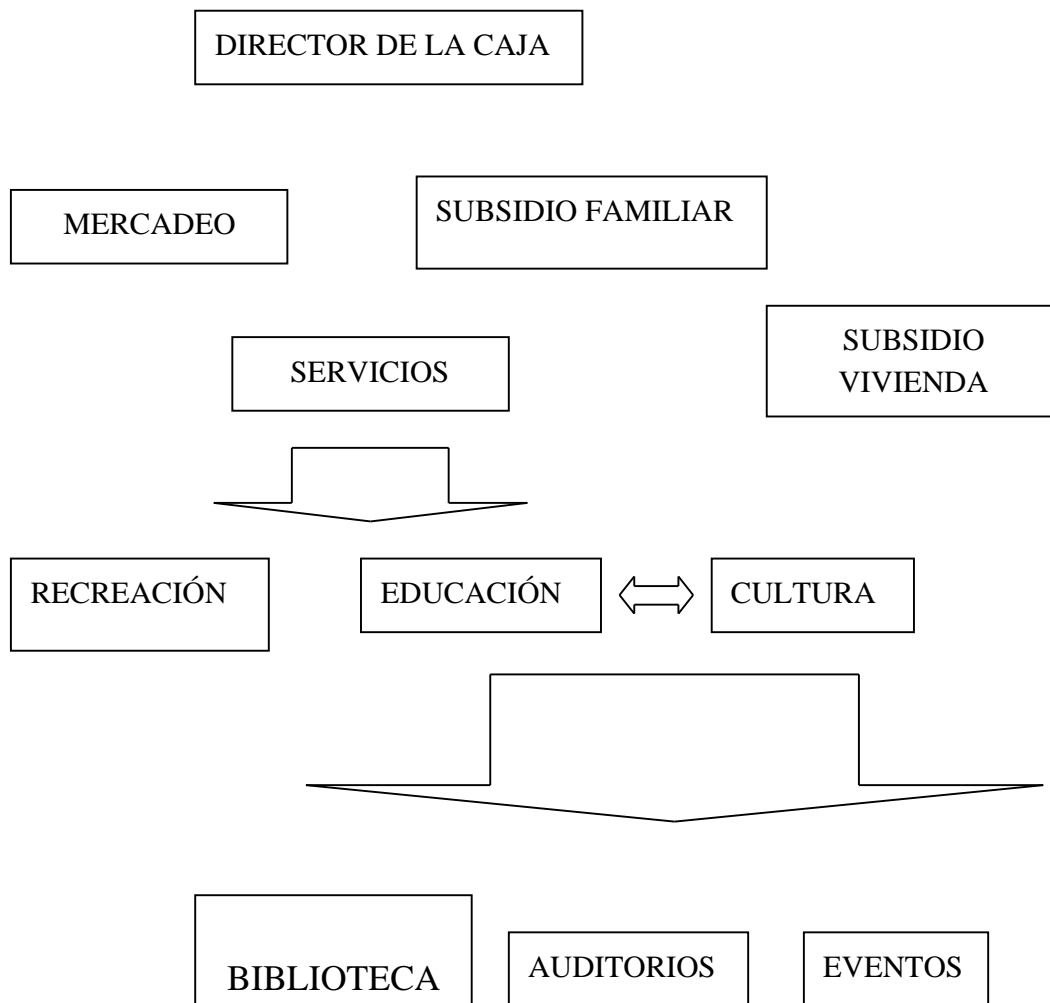 DIRECTOR DE LA CAJA
MERCADEO
SUBSIDIO FAMILIAR
SERVICIOS
SUBSIDIO
VIVIENDA
RECREACIÓN
EDUCACIÓN
CULTURA
BIBLIOTECA
AUDITORIOS
EVENTOS